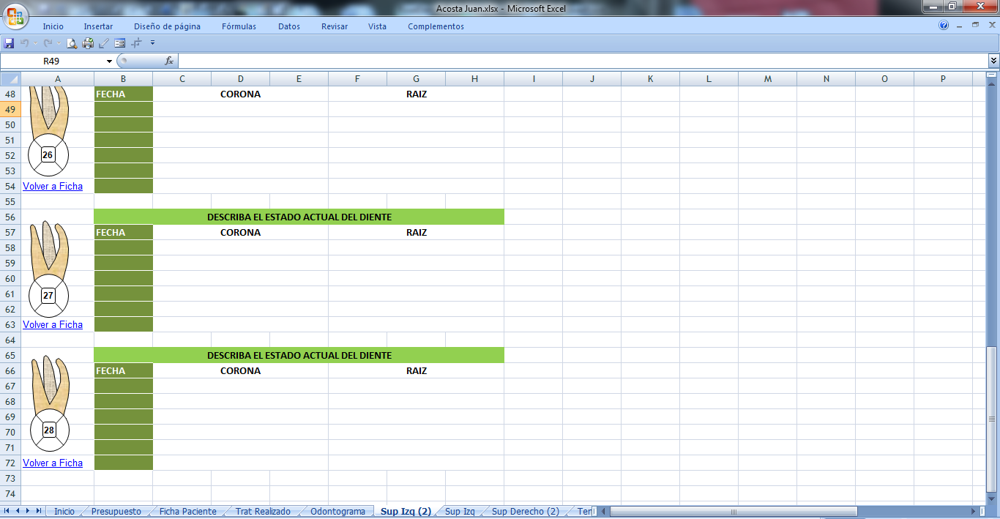 Acosta Juan.xlsx - Microsoft Excel
Inicio Insertar Diseño de página Fórmulas Datos Revisar Vista Complementos
R49 fx
A B C D E F G H I J K L M N O P
48 FECHA CORONA RAIZ
49
50
51
52 26
53
54 Volver a Ficha
55
56 DESCRIBA EL ESTADO ACTUAL DEL DIENTE
57 FECHA CORONA RAIZ
58
59
60
61 27
62
63 Volver a Ficha
64
65 DESCRIBA EL ESTADO ACTUAL DEL DIENTE
66 FECHA CORONA RAIZ
67
68
69
70 28
71
72 Volver a Ficha
73
74
Inicio Presupuesto Ficha Paciente Trat Realizado Odontograma Sup Izq (2) Sup Izq Sup Derecho (2) Ter